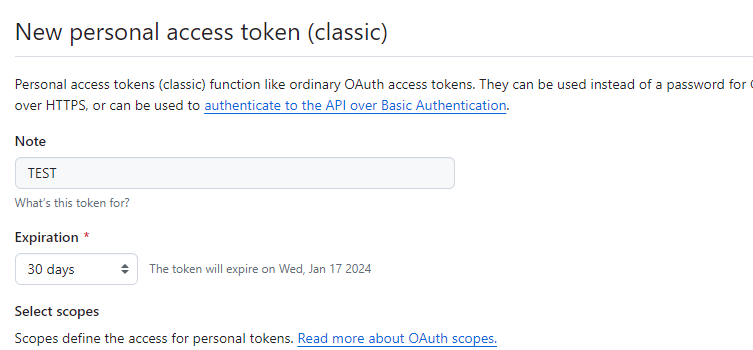 New personal access token (classic)
Personal access tokens (classic) function like ordinary OAuth access tokens. They can be used instead of a password for
over HTTPS, or can be used to authenticate to the API over Basic Authentication.
Note
TEST
What's this token for?
Expiration *
30 days The token will expire on Wed, Jan 17 2024
Select scopes
Scopes define the access for personal tokens. Read more about OAuth scopes.